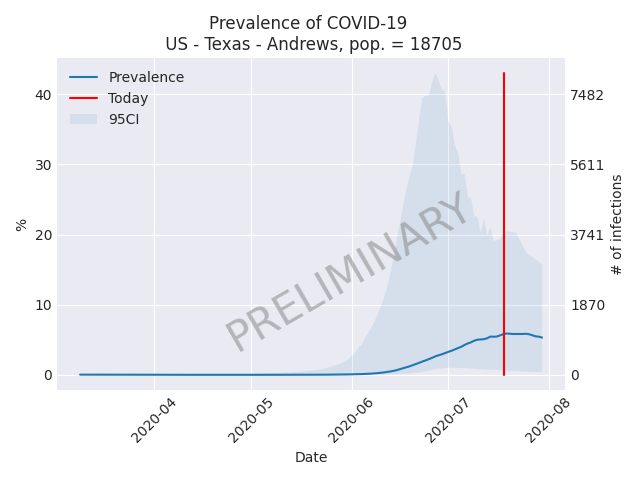 Prevalence of COVID-19
US - Texas - Andrews, pop. = 18705
Prevalence
Today
95CI
%
40
30
20
10
0
7482
5611
3741
1870
0
# of infections
PRELIMINARY
2020-04
2020-05
2020-06
2020-07
2020-08
Date